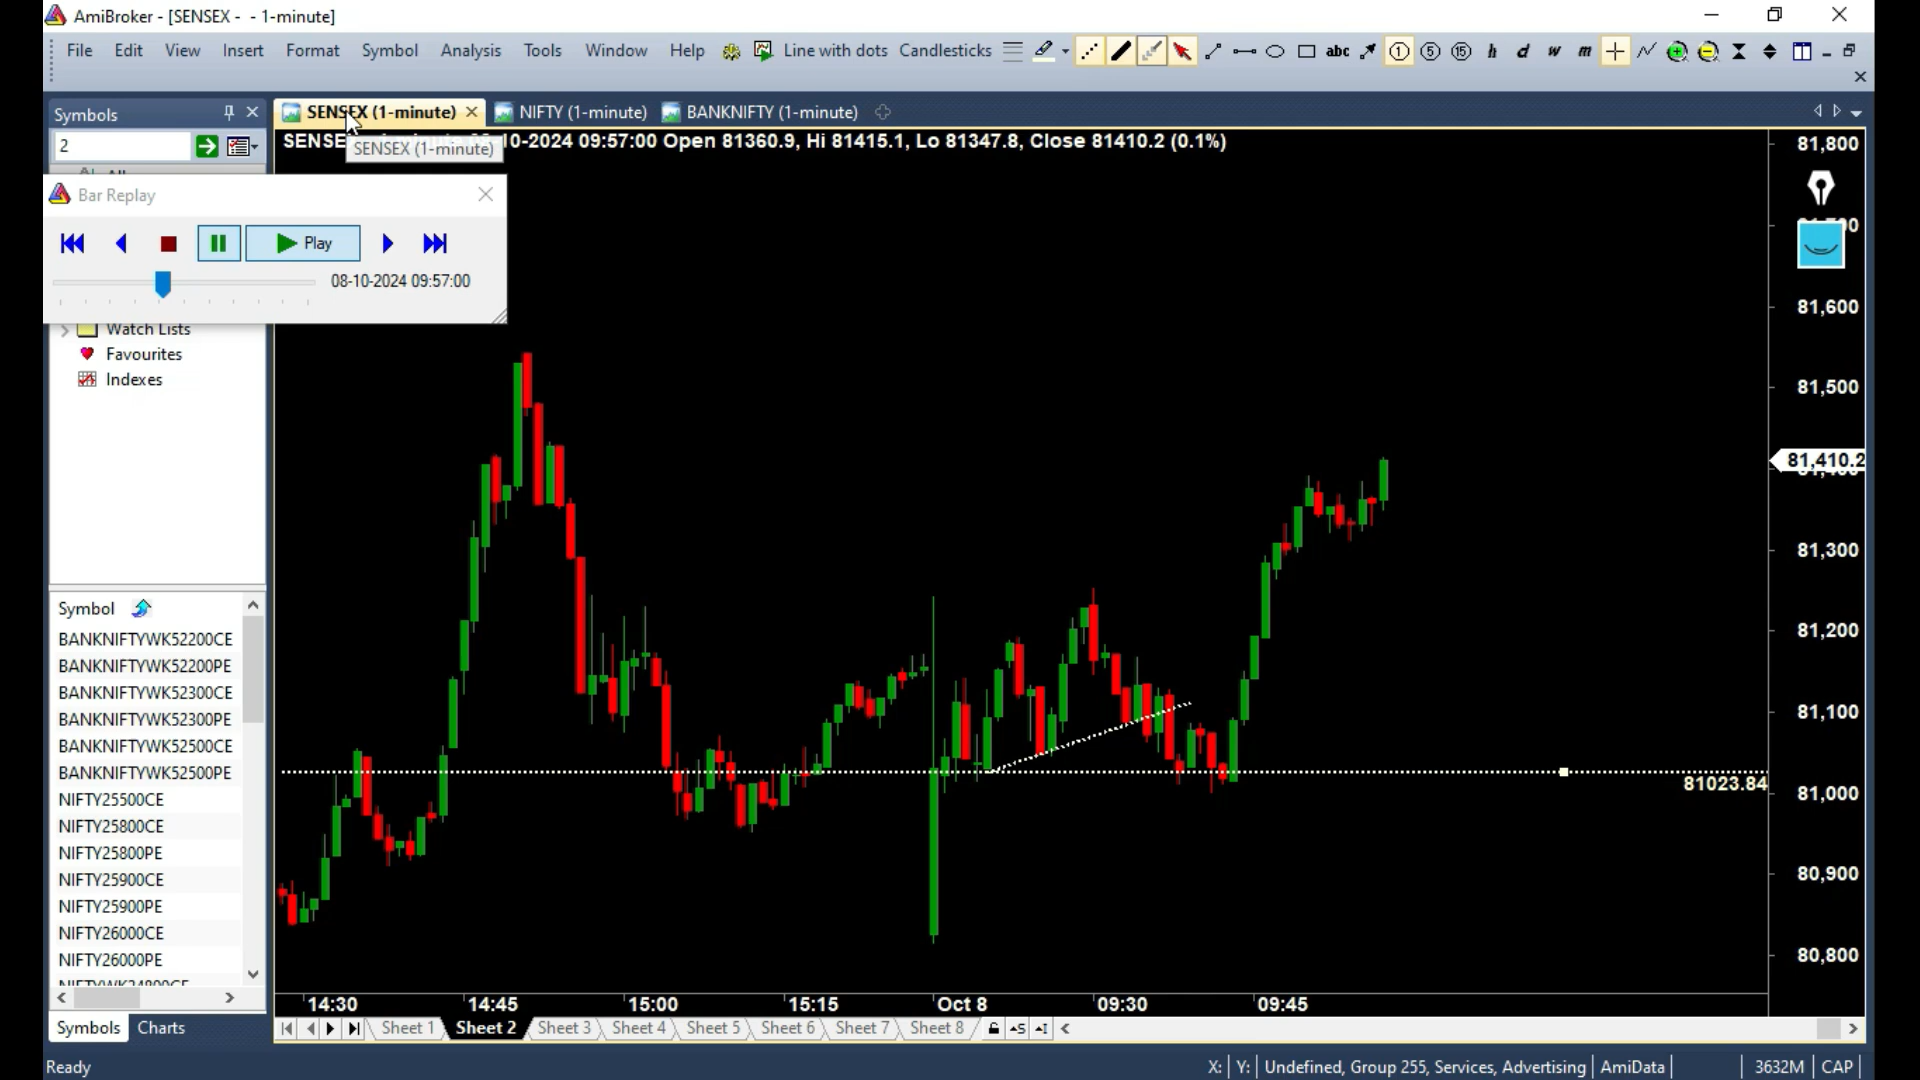 AmiBroker - [SENSEX - - 1-minute]
File Edit View Insert Format Symbol Analysis Tools Window Help Line with dots Candlesticks abc 1 5 15 h d w m
Symbols
SENSEX (1-minute) NIFTY (1-minute) BANKNIFTY (1-minute)
2
10-2024 09:57:00 Open 81360.9, Hi 81415.1, Lo 81347.8, Close 81410.2 (0.1%)
SENSEX (1-minute)
Bar Replay
Play
08-10-2024 09:57:00
Watch Lists
Favourites
Indexes
Symbol
BANKNIFTYWK52200CE
BANKNIFTYWK52200PE
BANKNIFTYWK52300CE
BANKNIFTYWK52300PE
BANKNIFTYWK52500CE
BANKNIFTYWK52500PE
NIFTY25500CE
NIFTY25800CE
NIFTY25800PE
NIFTY25900CE
NIFTY25900PE
NIFTY26000CE
NIFTY26000PE
Symbols Charts
81,800
81,600
81,500
81,410.2
81,300
81,200
81,100
81023.84
81,000
80,900
80,800
14:30 14:45 15:00 15:15 Oct 8 09:30 09:45
Sheet 1 Sheet 2 Sheet 3 Sheet 4 Sheet 5 Sheet 6 Sheet 7 Sheet 8
Ready
X: Y: Undefined, Group 255, Services, Advertising AmiData 3632M CAP